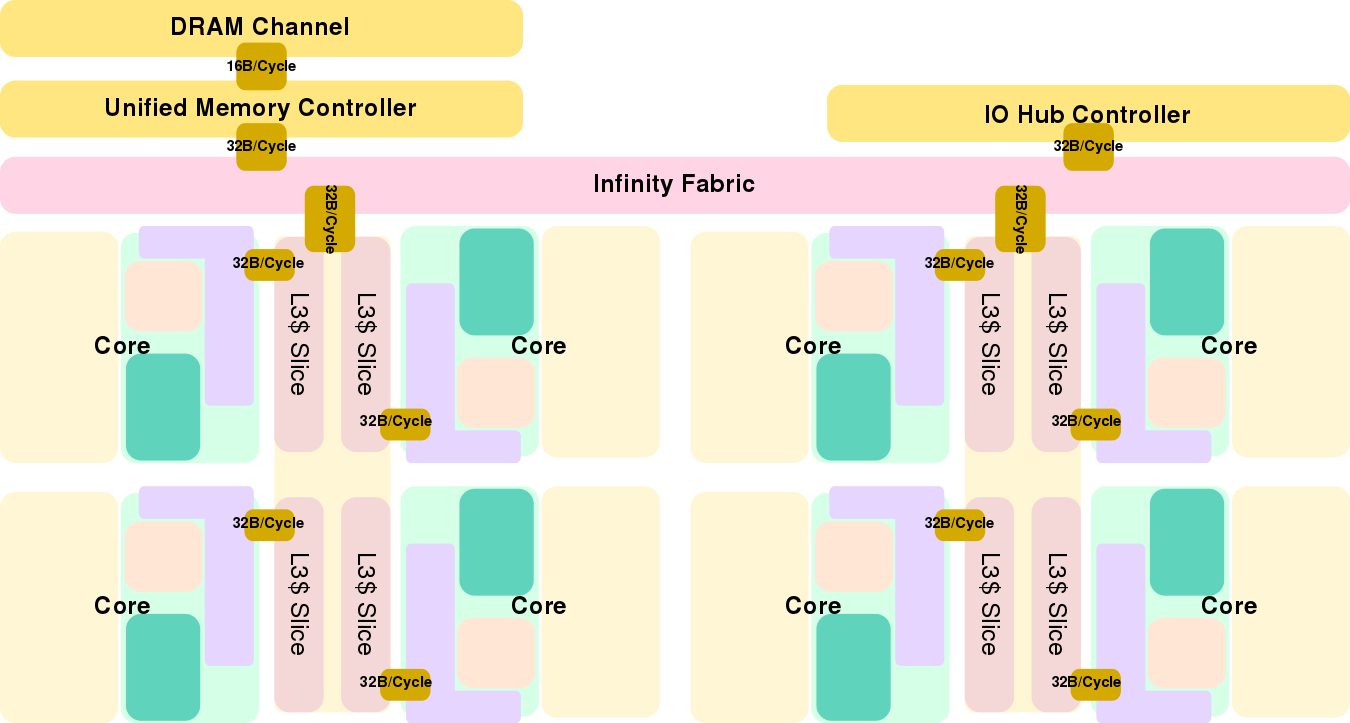 DRAM Channel
16B/Cycle
Unified Memory Controller
IO Hub Controller
32B/Cycle
32B/Cycle
Infinity Fabric
32B/Cycle
32B/Cycle
32B/Cycle
32B/Cycle
L3$ Slice
L3$ Slice
L3$ Slice
L3$ Slice
Core
Core
Core
Core
32B/Cycle
32B/Cycle
32B/Cycle
32B/Cycle
L3$ Slice
L3$ Slice
L3$ Slice
L3$ Slice
Core
Core
Core
Core
32B/Cycle
32B/Cycle